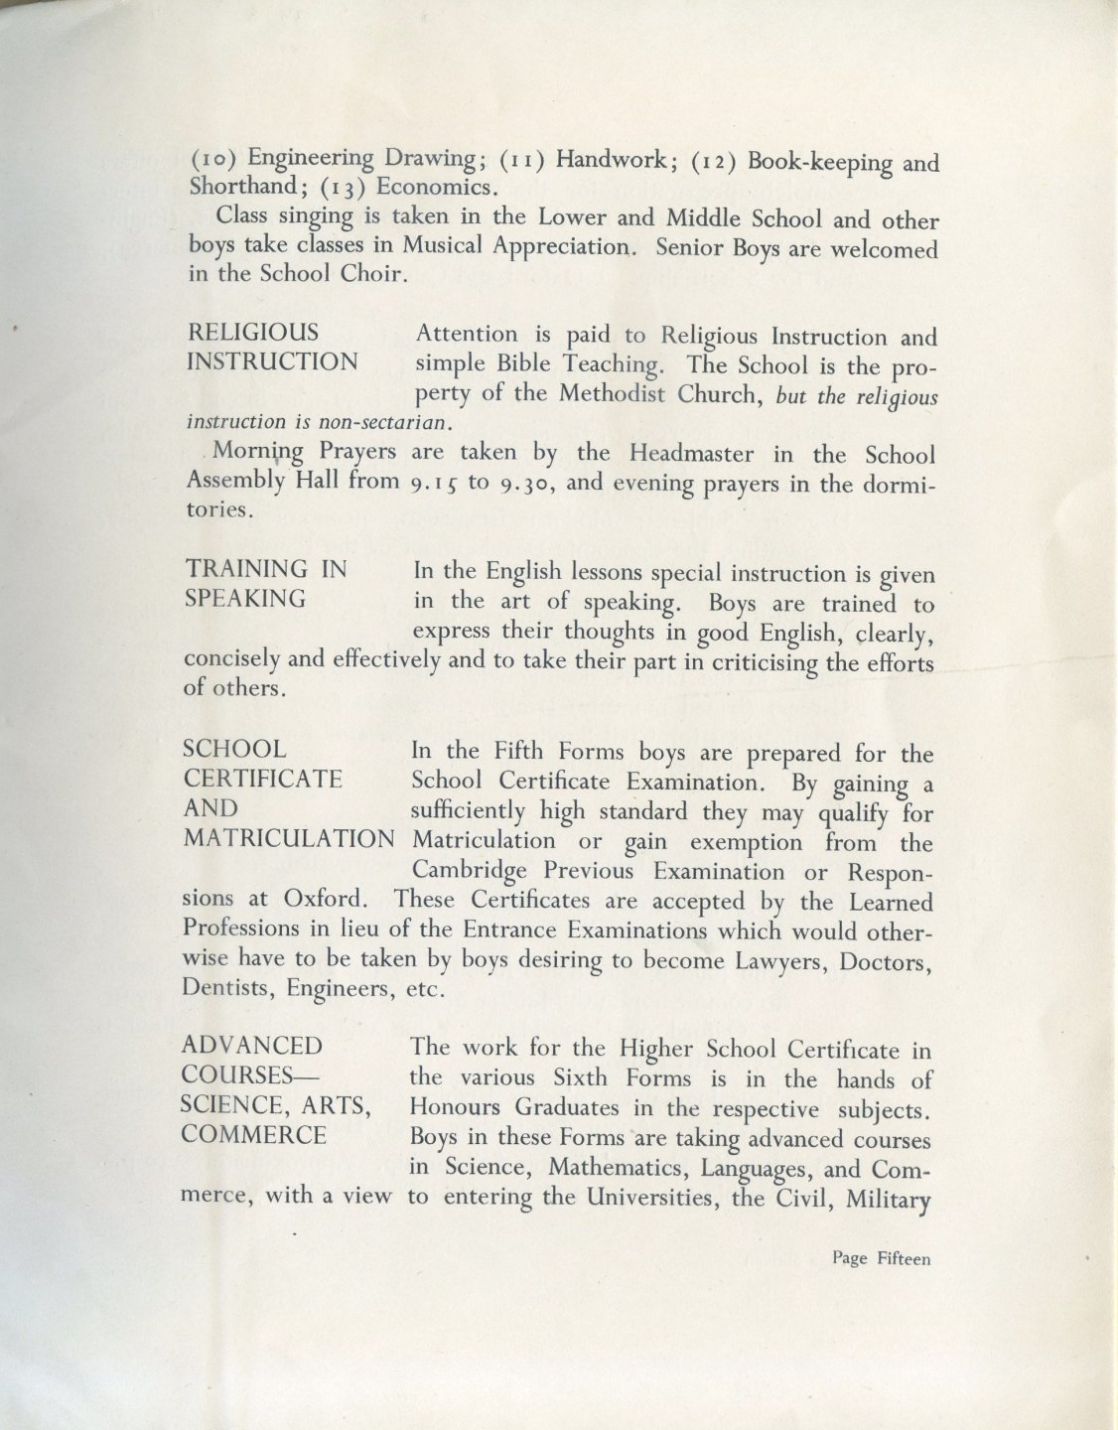 (10) Engineering Drawing; (11) Handwork; (12) Book-keeping and
Shorthand; (13) Economics.
Class singing is taken in the Lower and Middle School and other
boys take classes in Musical Appreciation. Senior Boys are welcomed
in the School Choir.
RELIGIOUS
INSTRUCTION
Attention is paid to Religious Instruction and
simple Bible Teaching. The School is the pro-
perty of the Methodist Church, but the religious
instruction is non-sectarian.
Morning Prayers are taken by the Headmaster in the School
Assembly Hall from 9.15 to 9.30, and evening prayers in the dormi-
tories.
TRAINING IN
SPEAKING
In the English lessons special instruction is given
in the art of speaking. Boys are trained to
express their thoughts in good English, clearly,
concisely and effectively and to take their part in criticising the efforts
of others.
SCHOOL
CERTIFICATE
AND
MATRICULATION
In the Fifth Forms boys are prepared for the
School Certificate Examination. By gaining a
sufficiently high standard they may qualify for
Matriculation or gain exemption from the
Cambridge Previous Examination or Respon-
sions at Oxford. These Certificates are accepted by the Learned
Professions in lieu of the Entrance Examinations which would other-
wise have to be taken by boys desiring to become Lawyers, Doctors,
Dentists, Engineers, etc.
ADVANCED
COURSES—
SCIENCE, ARTS,
COMMERCE
The work for the Higher School Certificate in
the various Sixth Forms is in the hands of
Honours Graduates in the respective subjects.
Boys in these Forms are taking advanced courses
in Science, Mathematics, Languages, and Com-
merce, with a view to entering the Universities, the Civil, Military
Page Fifteen